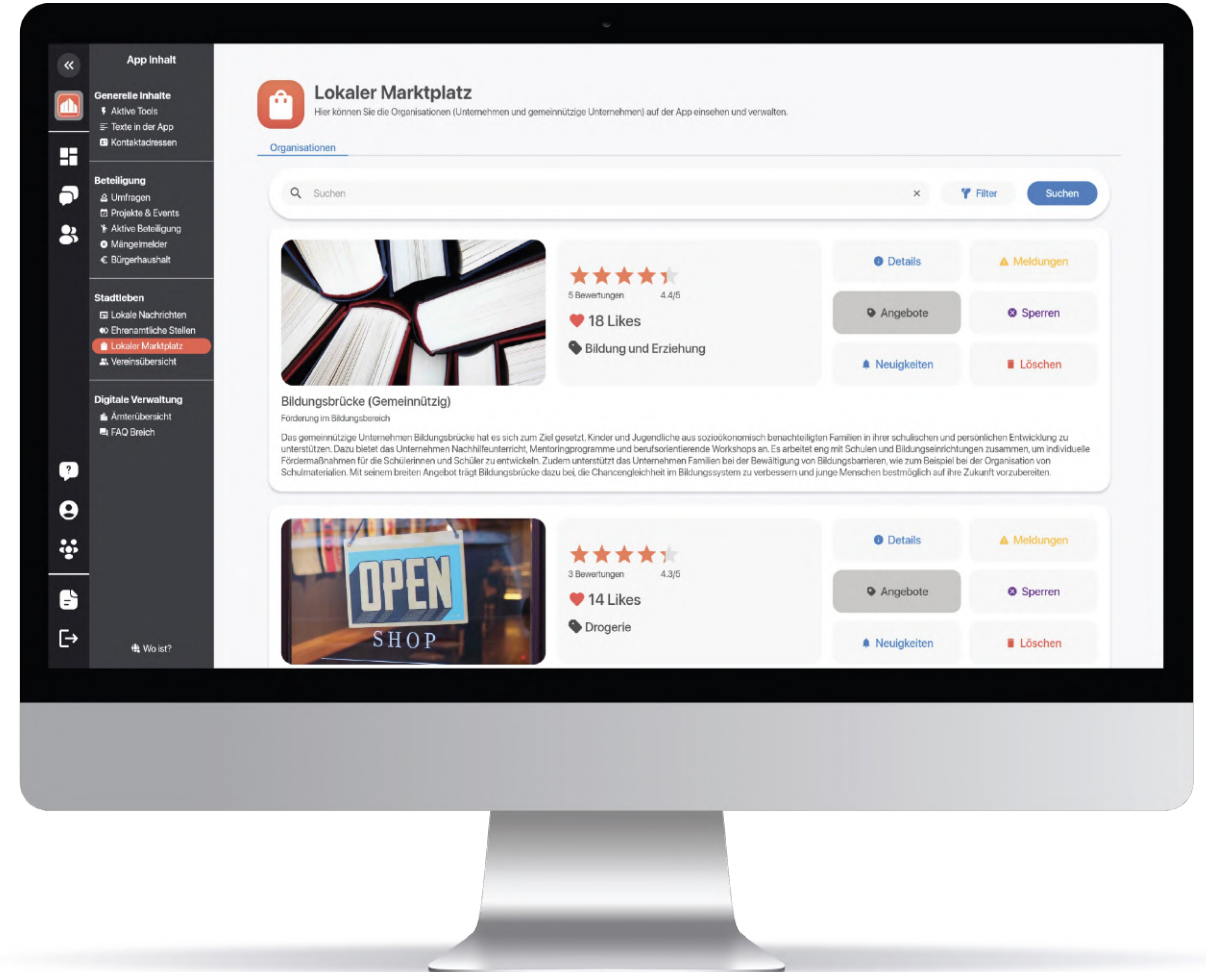 App Inhalt
Generelle Inhalte
Aktive Tools
Texte in der App
Kontaktadressen
Beteiligung
Umfragen
Projekte & Events
Aktive Beteiligung
Mängelmelder
Bürgerhaushalt
Stadtleben
Lokale Nachrichten
Ehrenamtliche Stellen
Lokaler Marktplatz
Vereinsübersicht
Digitale Verwaltung
Ämterübersicht
FAQ Breich
Wo ist?
Lokaler Marktplatz
Hier können Sie die Organisationen (Unternehmen und gemeinnützige Unternehmen) auf der App einsehen und verwalten.
Organisationen
Suchen
Filter
Suchen
5 Bewertungen 4.4/5
18 Likes
Bildung und Erziehung
Details
Meldungen
Angebote
Sperren
Neuigkeiten
Löschen
Bildungsbrücke (Gemeinnützig)
Förderung im Bildungsbereich
Das gemeinnützige Unternehmen Bildungsbrücke hat es sich zum Ziel gesetzt, Kinder und Jugendliche aus sozioökonomisch benachteiligten Familien in ihrer schulischen und persönlichen Entwicklung zu
unterstützen. Dazu bietet das Unternehmen Nachhilfeunterricht, Mentoringprogramme und berufsorientierende Workshops an. Es arbeitet eng mit Schulen und Bildungseinrichtungen zusammen, um individuelle
Fördermaßnahmen für die Schülerinnen und Schüler zu entwickeln. Zudem unterstützt das Unternehmen Familien bei der Bewältigung von Bildungsbarrieren, wie zum Beispiel bei der Organisation von
Schulmaterialien. Mit seinem breiten Angebot trägt Bildungsbrücke dazu bei, die Chancengleichheit im Bildungssystem zu verbessern und junge Menschen bestmöglich auf ihre Zukunft vorzubereiten.
OPEN
SHOP
3 Bewertungen 4.3/5
14 Likes
Drogerie
Details
Meldungen
Angebote
Sperren
Neuigkeiten
Löschen